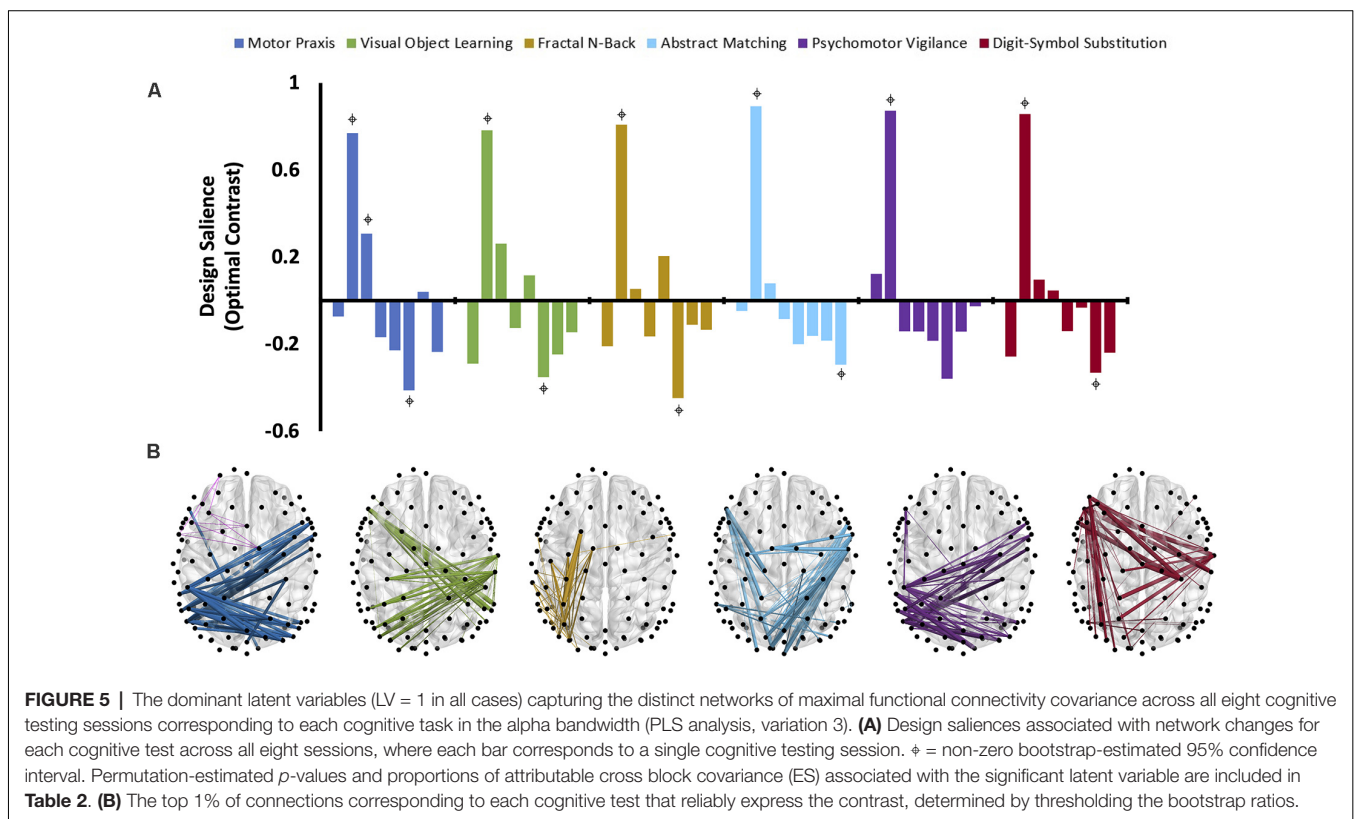 Motor Praxis Visual Object Learning Fractal N-Back Abstract Matching Psychomotor Vigilance Digit-Symbol Substitution
A
Design Salience
(Optimal Contrast)
1
0.6
0.2
-0.2
-0.6
B
FIGURE 5 | The dominant latent variables (LV = 1 in all cases) capturing the distinct networks of maximal functional connectivity covariance across all eight cognitive
testing sessions corresponding to each cognitive task in the alpha bandwidth (PLS analysis, variation 3). (A) Design saliences associated with network changes for
each cognitive test across all eight sessions, where each bar corresponds to a single cognitive testing session. ⌖ = non-zero bootstrap-estimated 95% confidence
interval. Permutation-estimated p-values and proportions of attributable cross block covariance (ES) associated with the significant latent variable are included in
Table 2. (B) The top 1% of connections corresponding to each cognitive test that reliably express the contrast, determined by thresholding the bootstrap ratios.